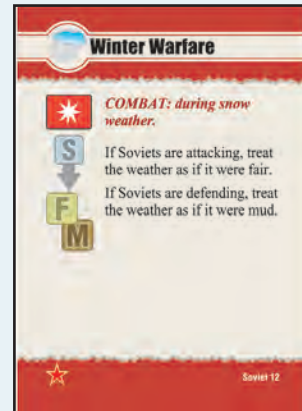 Winter Warfare
COMBAT: during snow
weather.
S
If Soviets are attacking, treat
the weather as if it were fair.
F
If Soviets are defending, treat
the weather as if it were mud.
M
Soviet 12